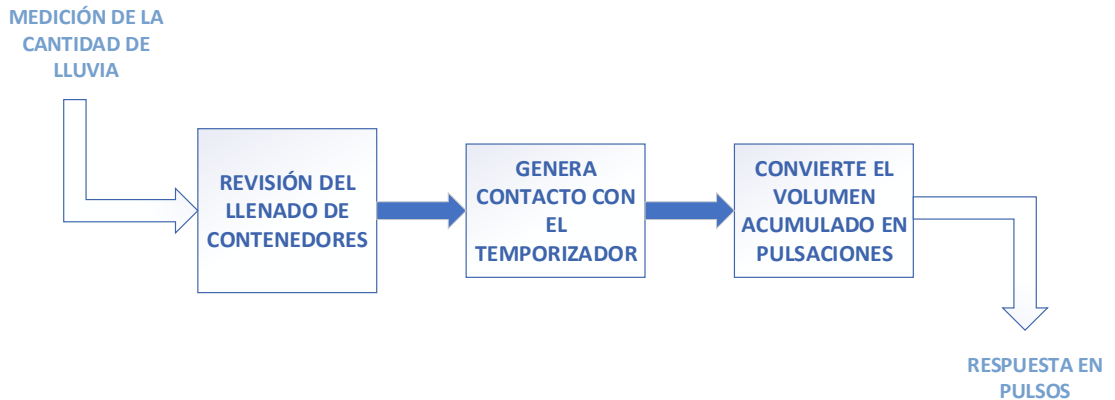 MEDICIÓN DE LA
CANTIDAD DE
LLUVIA
REVISIÓN DEL
LLENADO DE
CONTENEDORES
GENERA
CONTACTO CON
EL
TEMPORIZADOR
CONVIERTE EL
VOLUMEN
ACUMULADO EN
PULSACIONES
RESPUESTA EN
PULSOS